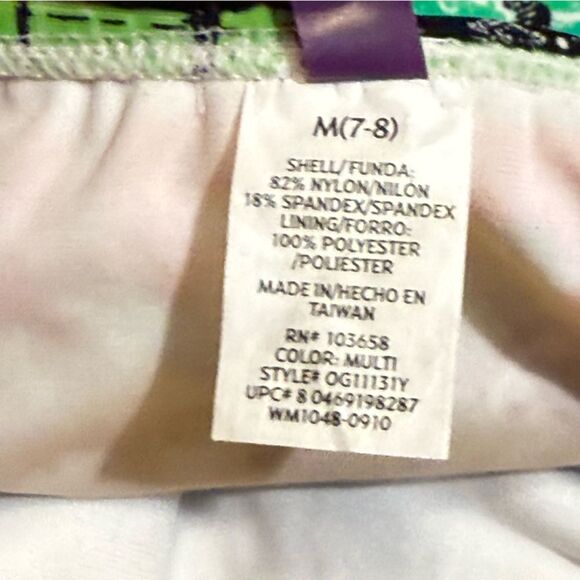 M(7-8)
SHELL/FUNDA:
82% NYLON/NILON
18% SPANDEX/SPANDEX
LINING/FORRO:
100% POLYESTER
/POLIESTER
MADE IN/HECHO EN
TAIWAN
RN# 103658
COLOR: MULTI
STYLE# OG11131Y
UPC# 8 0469198287
WM1048-0910